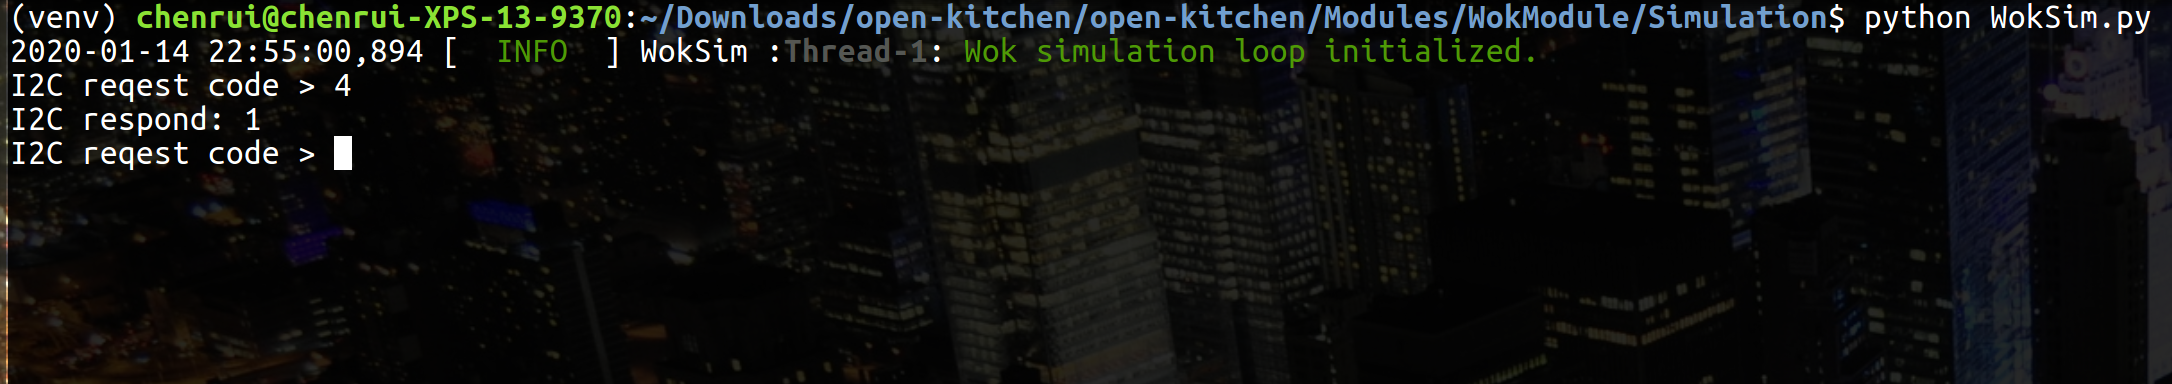 (venv) chenrui@chenrui-XPS-13-9370:~/Downloads/open-kitchen/open-kitchen/Modules/WokModule/Simulation$ python WokSim.py
2020-01-14 22:55:00,894 [  INFO  ] WokSim :Thread-1: Wok simulation loop initialized.
I2C reqest code > 4
I2C respond: 1
I2C reqest code >